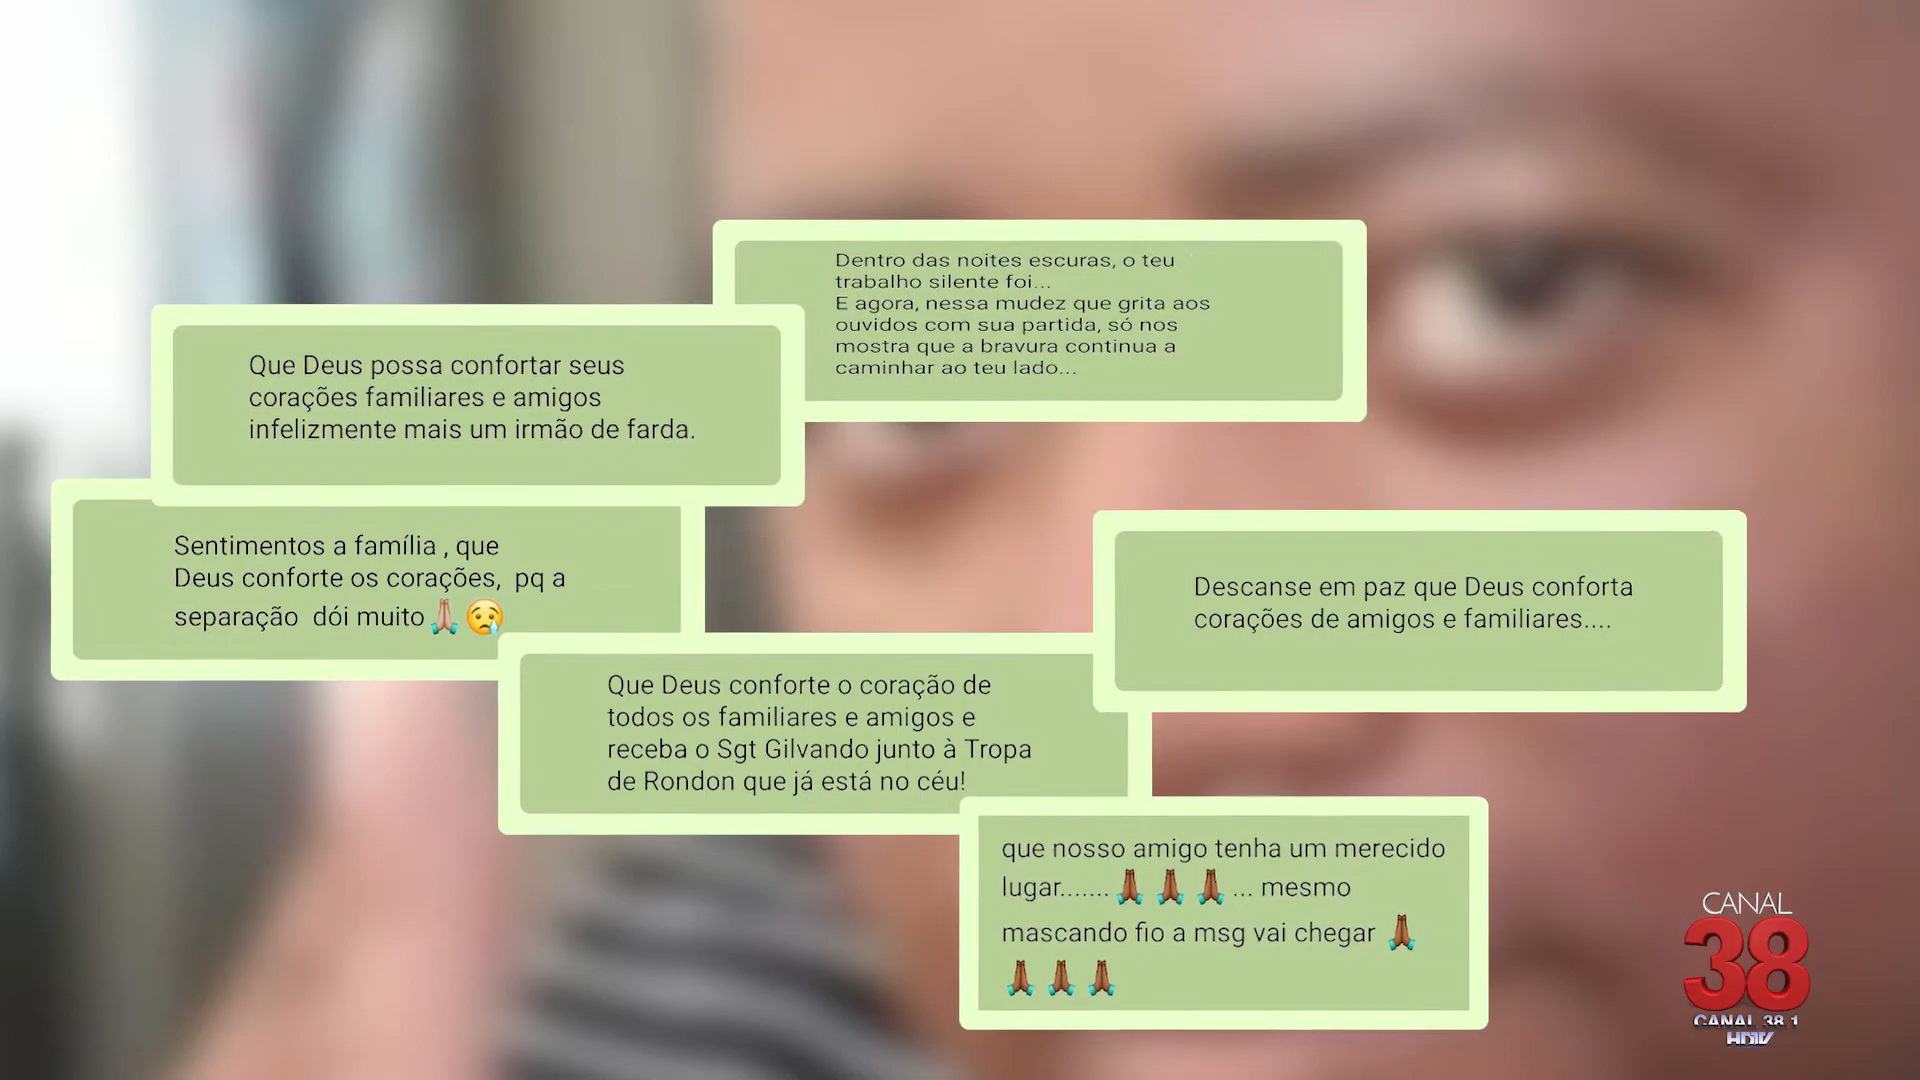 Dentro das noites escuras, o teu
trabalho silente foi...
E agora, nessa mudez que grita aos
ouvidos com sua partida, só nos
mostra que a bravura continua a
caminhar ao teu lado...
Que Deus possa confortar seus
corações familiares e amigos
infelizmente mais um irmão de farda.
Sentimentos a família , que
Deus conforte os corações,  pq a
separação  dói muito🙏🏽😢
Descanse em paz que Deus conforta
corações de amigos e familiares....
Que Deus conforte o coração de
todos os familiares e amigos e
receba o Sgt Gilvando junto à Tropa
de Rondon que já está no céu!
que nosso amigo tenha um merecido
lugar.......🙏🏾🙏🏾🙏🏾... mesmo
mascando fio a msg vai chegar 🙏🏾
🙏🏾🙏🏾🙏🏾
CANAL
38
CANAL 38.1
HDTV